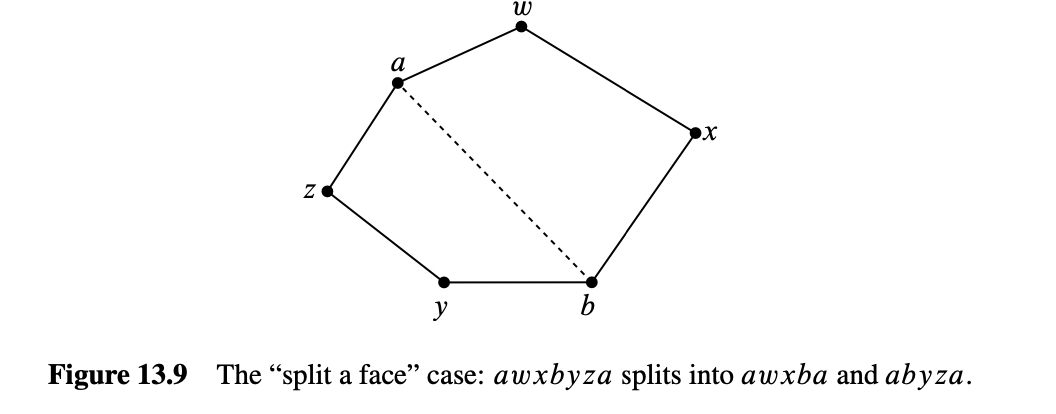 w
a
x
z
y
b
Figure 13.9 The “split a face” case: awxbyza splits into awxba and abyza.